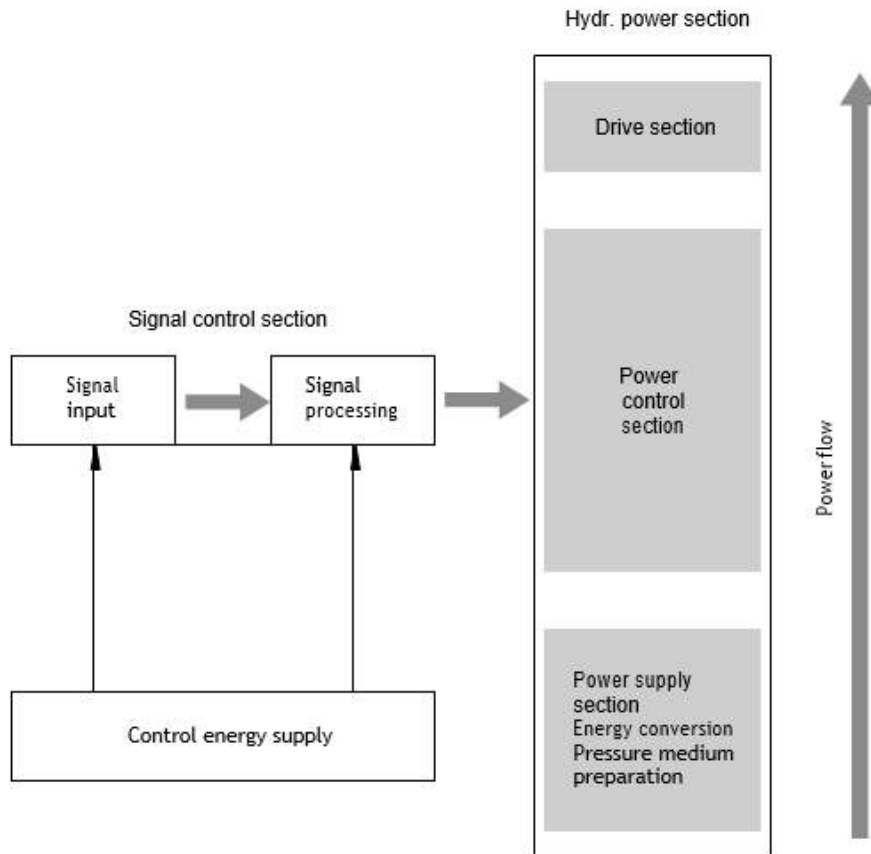 Hydr. power section
Drive section
Signal control section
Signal
input
Signal
processing
Power
control
section
Power flow
Control energy supply
Power supply
section
Energy conversion
Pressure medium
preparation